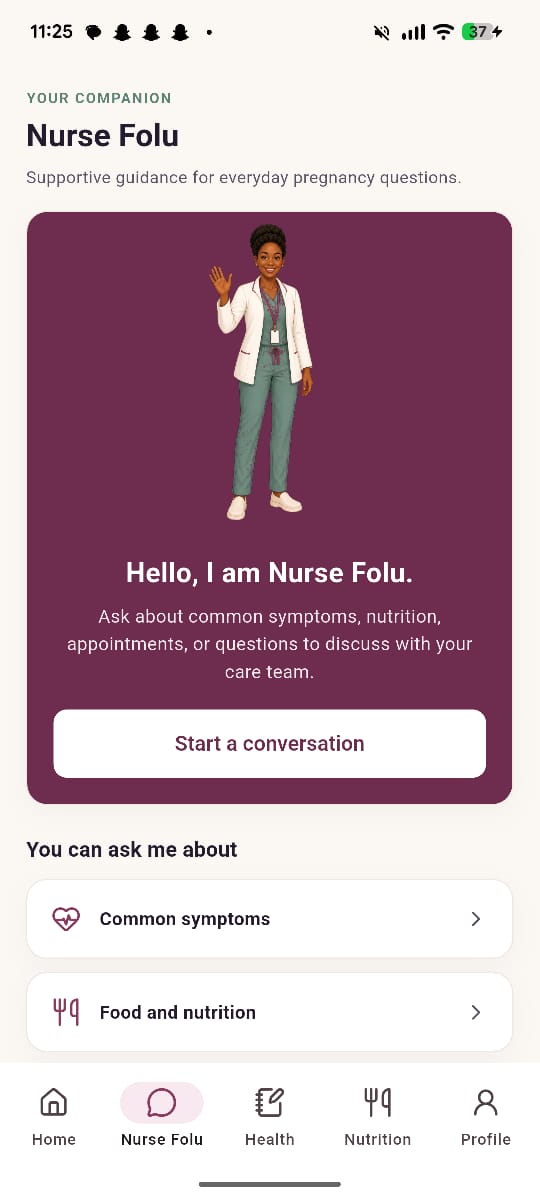 11:25
37
YOUR COMPANION
Nurse Folu
Supportive guidance for everyday pregnancy questions.
Hello, I am Nurse Folu.
Ask about common symptoms, nutrition,
appointments, or questions to discuss with your
care team.
Start a conversation
You can ask me about
Common symptoms
Food and nutrition
Home
Nurse Folu
Health
Nutrition
Profile